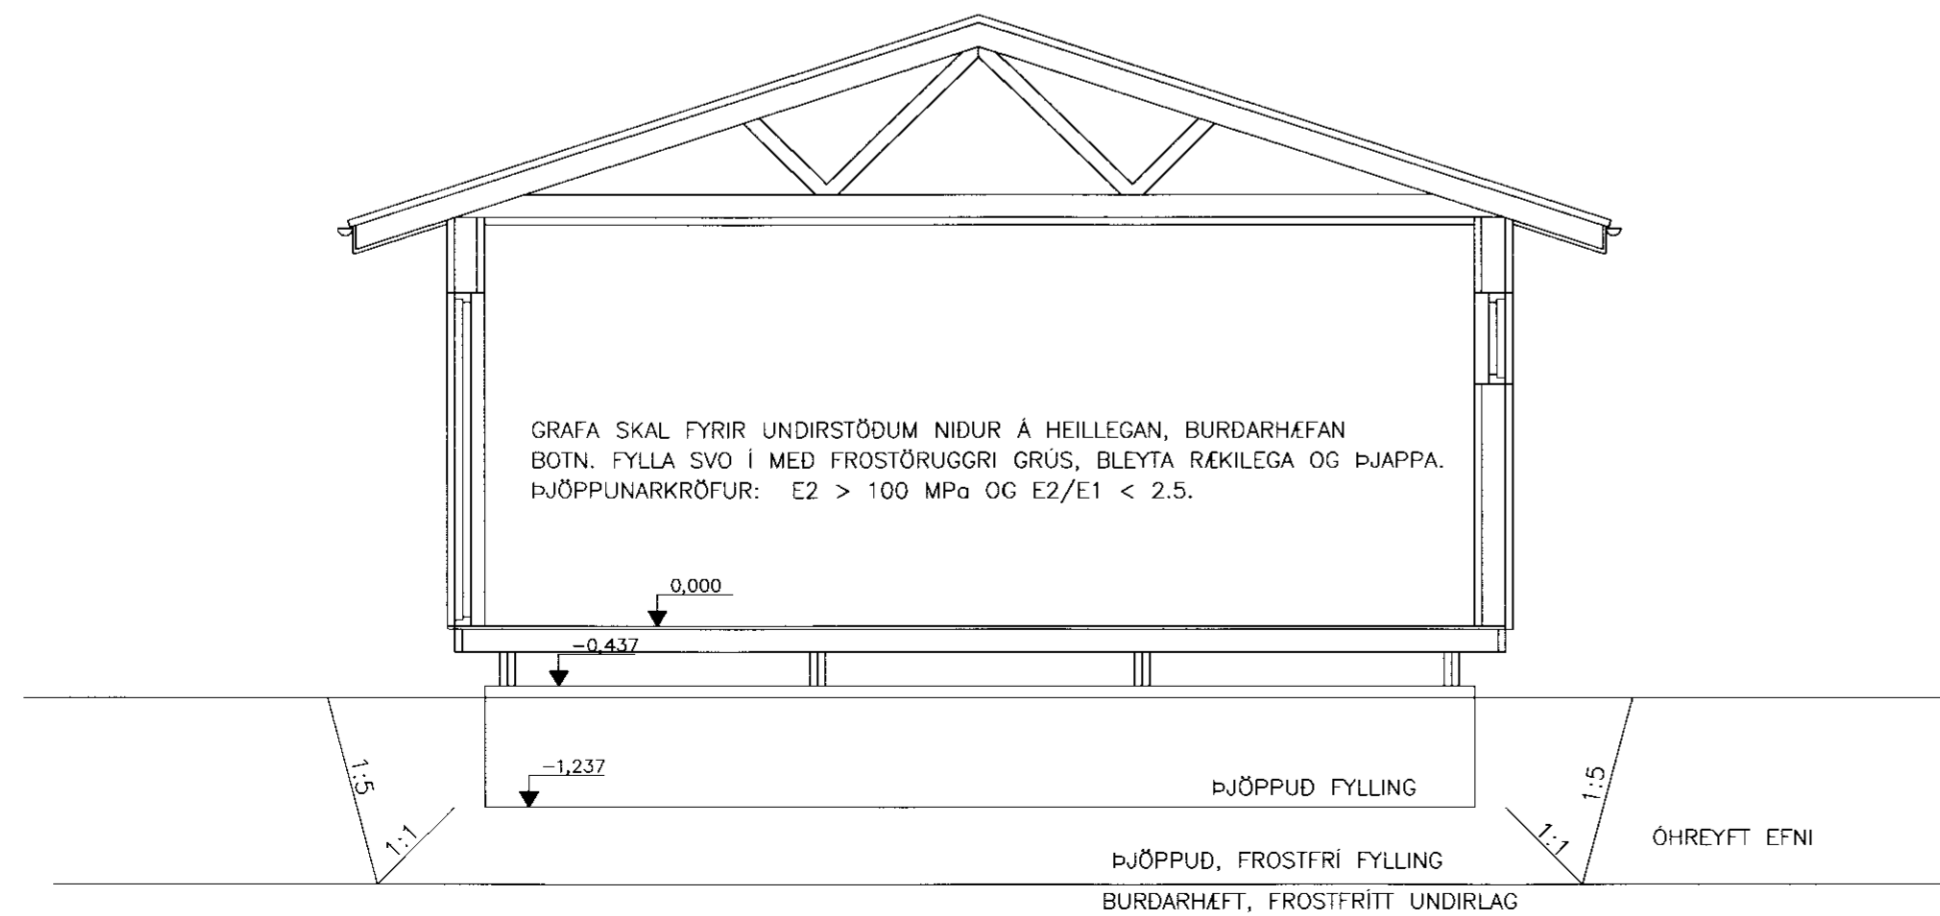 GRAFA SKAL FYRIR UNDIRSTÖÐUM NIÐUR Á HEILLEGAN, BURÐARHÆFAN
BOTN. FYLLA SVO Í MEÐ FROSTÖRUGGRI GRÚS, BLEYTA RÆKILEGA OG ÞJAPPA.
ÞJÖPPUNARKRÖFUR: E2 > 100 MPa OG E2/E1 < 2.5.
0,000
-0,437
-1,237
1:5
1:1
ÞJÖPPUÐ FYLLING
1:5
1:1
ÓHREYFT EFNI
ÞJÖPPUÐ, FROSTFRÍ FYLLING
BURÐARHÆFT, FROSTFRÍTT UNDIRLAG